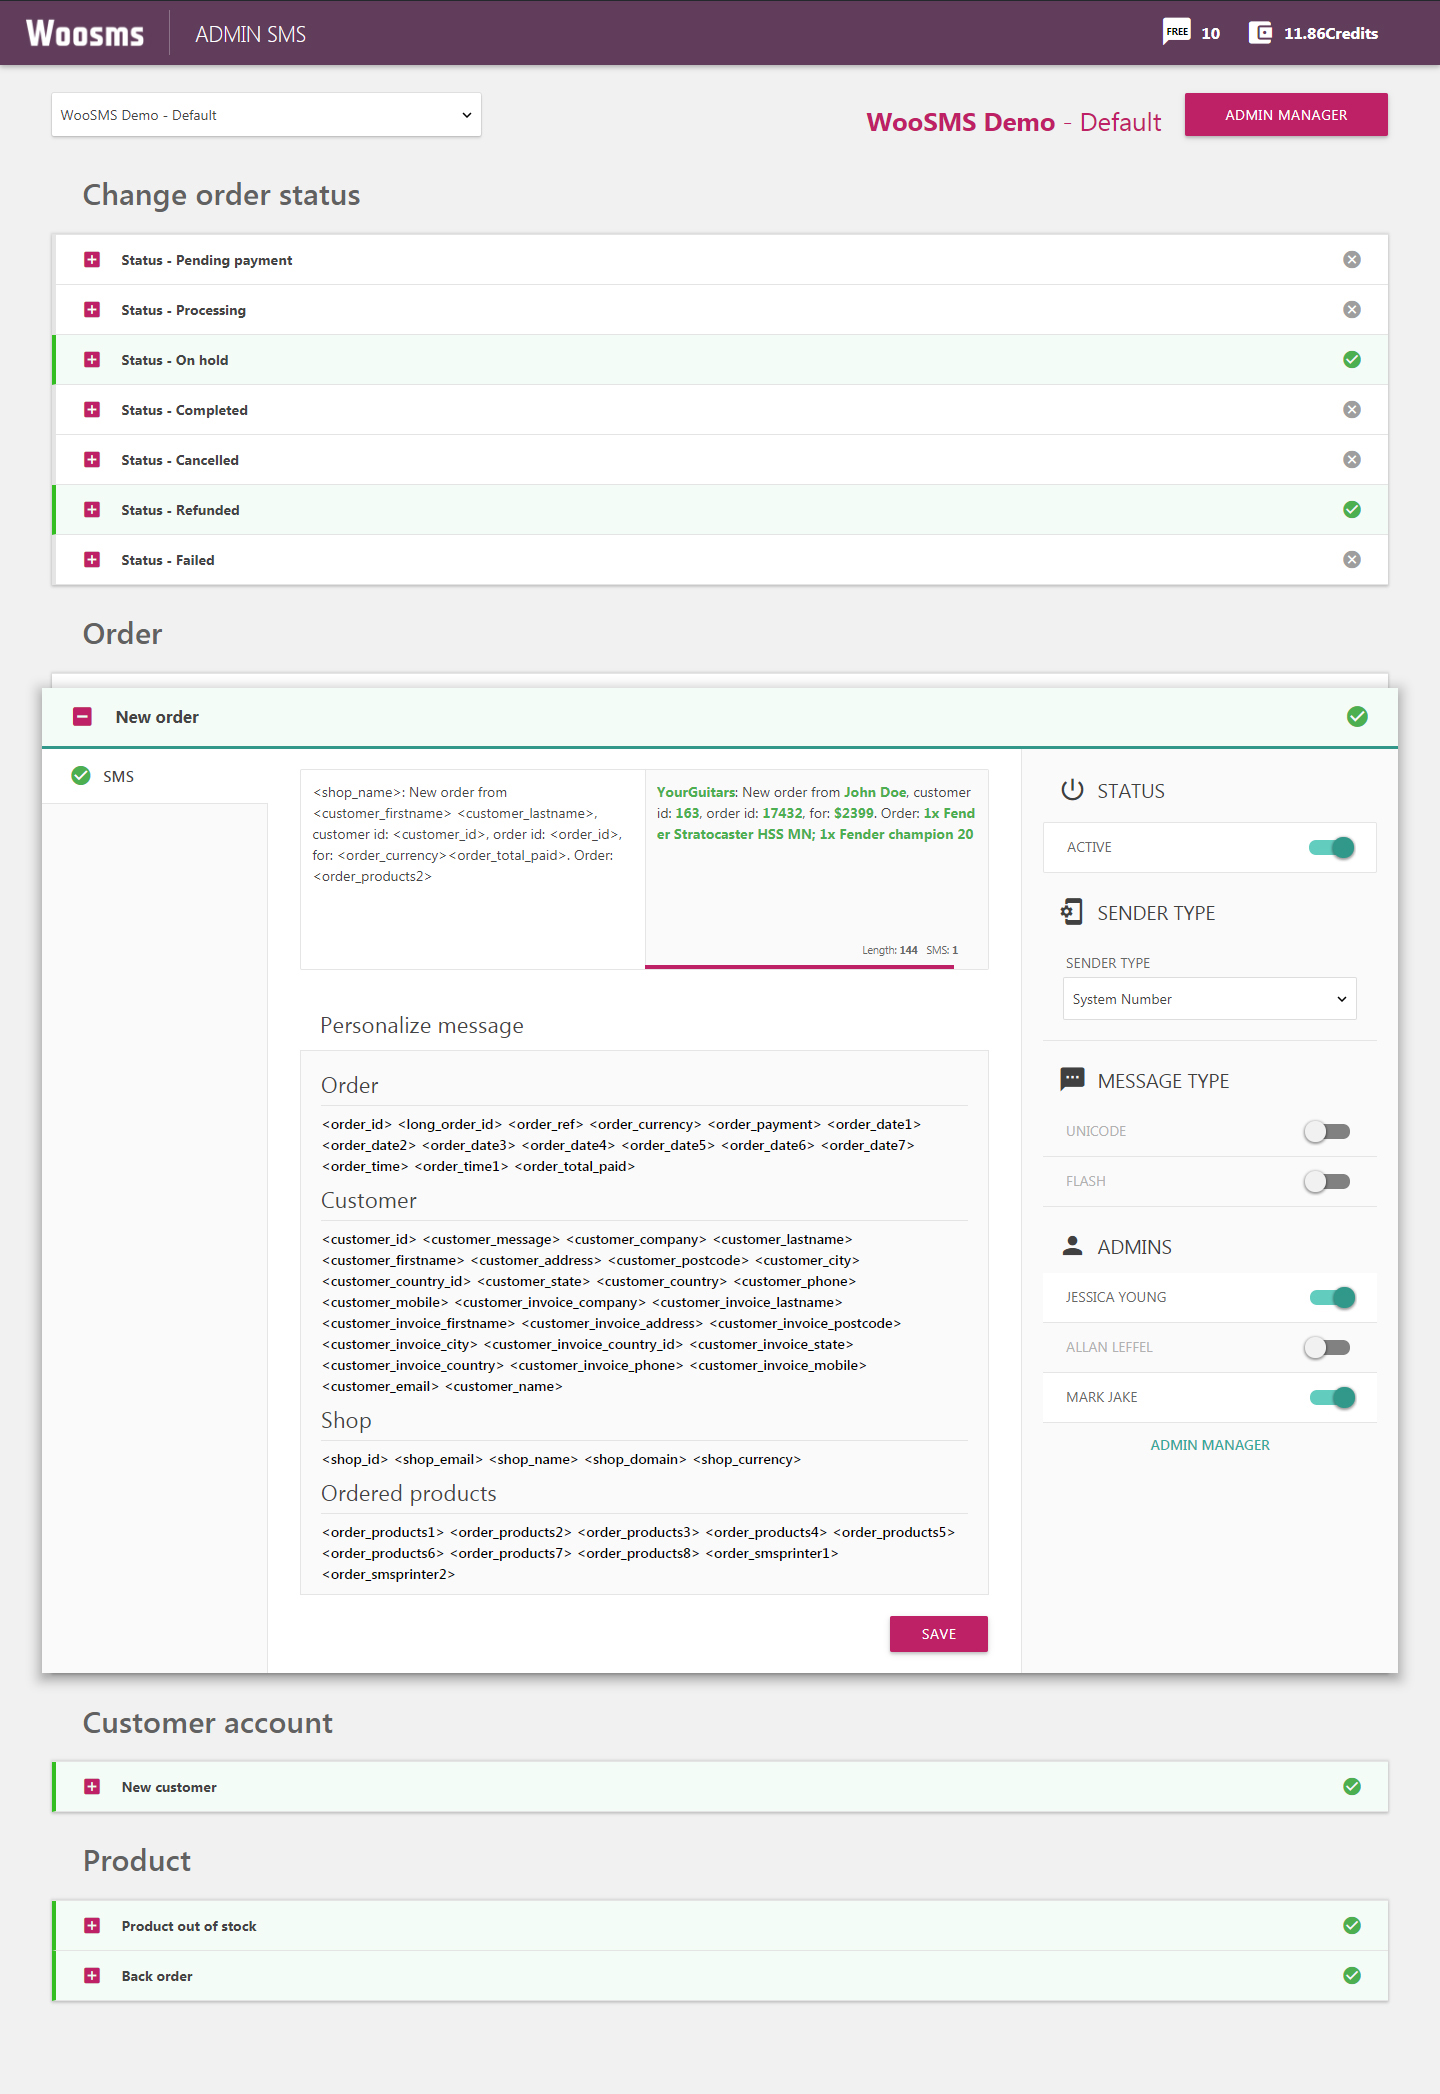 Woosms
ADMIN SMS
FREE
10
11.86Credits
WooSMS Demo - Default
WooSMS Demo - Default
ADMIN MANAGER
Change order status
Status - Pending payment
Status - Processing
Status - On hold
Status - Completed
Status - Cancelled
Status - Refunded
Status - Failed
Order
New order
SMS
<shop_name>: New order from
<customer_firstname> <customer_lastname>,
customer id: <customer_id>, order id: <order_id>,
for: <order_currency><order_total_paid>. Order:
<order_products2>
YourGuitars: New order from John Doe, customer
id: 163, order id: 17432, for: $2399. Order: 1x Fend
er Stratocaster HSS MN; 1x Fender champion 20
Length: 144 SMS: 1
Personalize message
Order
<order_id> <long_order_id> <order_ref> <order_currency> <order_payment> <order_date1>
<order_date2> <order_date3> <order_date4> <order_date5> <order_date6> <order_date7>
<order_time> <order_time1> <order_total_paid>
Customer
<customer_id> <customer_message> <customer_company> <customer_lastname>
<customer_firstname> <customer_address> <customer_postcode> <customer_city>
<customer_country_id> <customer_state> <customer_country> <customer_phone>
<customer_mobile> <customer_invoice_company> <customer_invoice_lastname>
<customer_invoice_firstname> <customer_invoice_address> <customer_invoice_postcode>
<customer_invoice_city> <customer_invoice_country_id> <customer_invoice_state>
<customer_invoice_country> <customer_invoice_phone> <customer_invoice_mobile>
<customer_email> <customer_name>
Shop
<shop_id> <shop_email> <shop_name> <shop_domain> <shop_currency>
Ordered products
<order_products1> <order_products2> <order_products3> <order_products4> <order_products5>
<order_products6> <order_products7> <order_products8> <order_smsprinter1>
<order_smsprinter2>
SAVE
STATUS
ACTIVE
SENDER TYPE
SENDER TYPE
System Number
MESSAGE TYPE
UNICODE
FLASH
ADMINS
JESSICA YOUNG
ALLAN LEFFEL
MARK JAKE
ADMIN MANAGER
Customer account
New customer
Product
Product out of stock
Back order